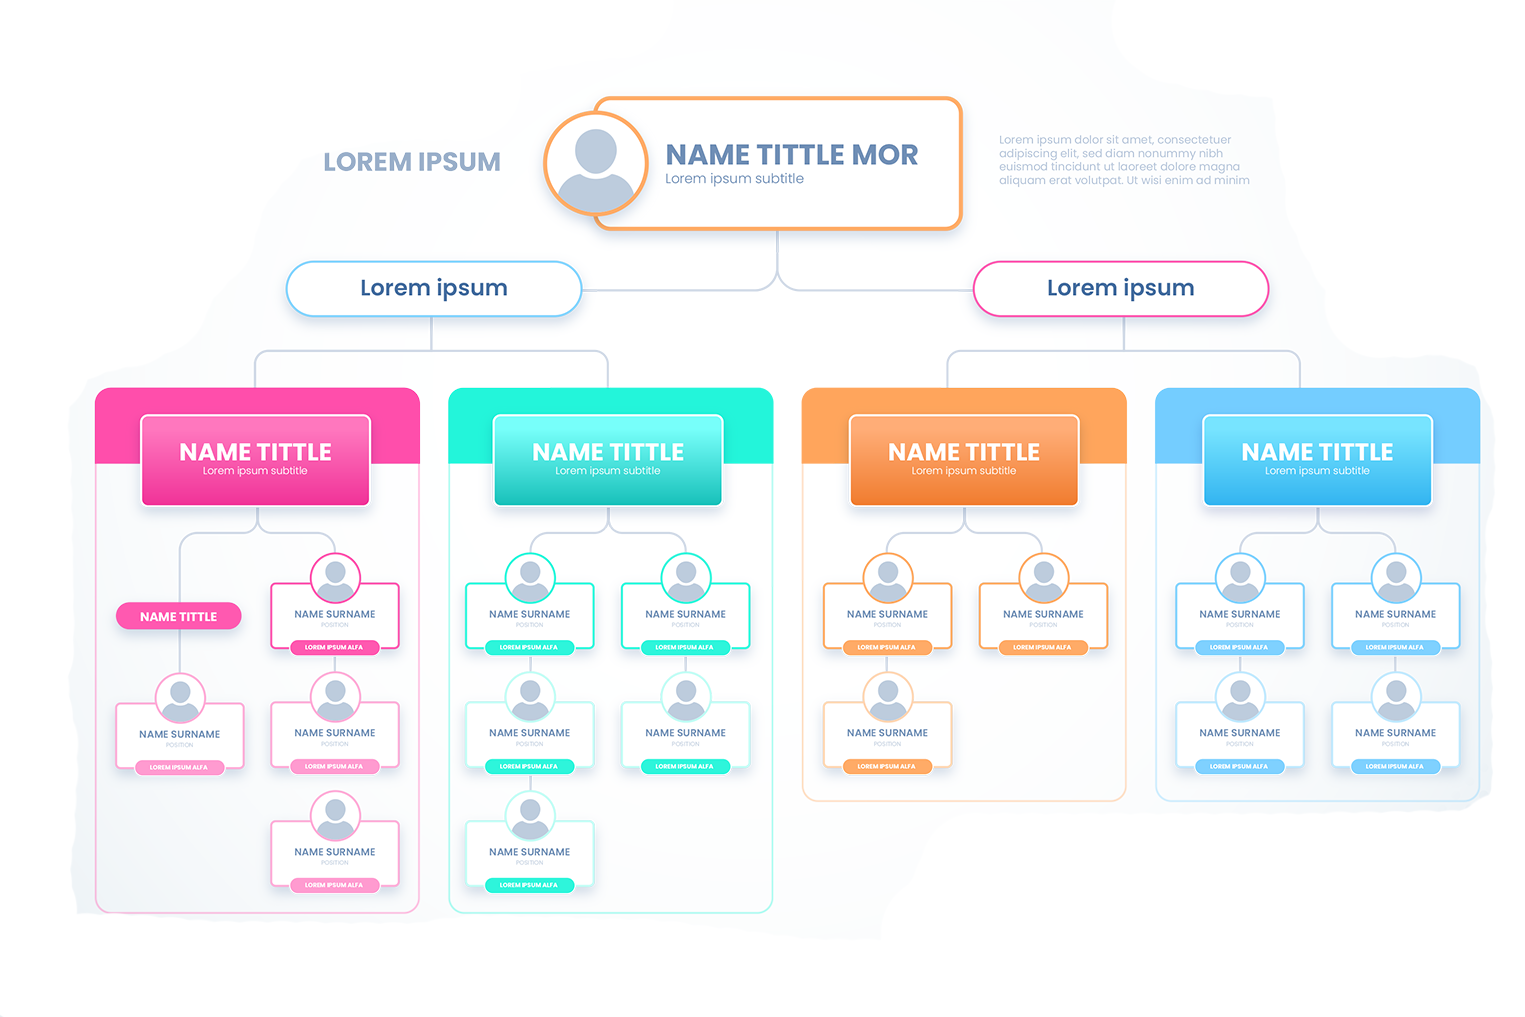 LOREM IPSUM
NAME TITTLE MOR
Lorem ipsum subtitle
Lorem ipsum dolor sit amet, consectetuer
adipiscing elit, sed diam nonummy nibh
euismod tincidunt ut laoreet dolore magna
aliquam erat volutpat. Ut wisi enim ad minim
Lorem ipsum
Lorem ipsum
NAME TITTLE
Lorem ipsum subtitle
NAME TITTLE
NAME SURNAME
POSITION
LOREM IPSUM ALFA
NAME SURNAME
POSITION
LOREM IPSUM ALFA
NAME SURNAME
POSITION
LOREM IPSUM ALFA
NAME SURNAME
POSITION
LOREM IPSUM ALFA
NAME TITTLE
Lorem ipsum subtitle
NAME SURNAME
POSITION
LOREM IPSUM ALFA
NAME SURNAME
POSITION
LOREM IPSUM ALFA
NAME SURNAME
POSITION
LOREM IPSUM ALFA
NAME SURNAME
POSITION
LOREM IPSUM ALFA
NAME SURNAME
POSITION
LOREM IPSUM ALFA
NAME TITTLE
Lorem ipsum subtitle
NAME SURNAME
POSITION
LOREM IPSUM ALFA
NAME SURNAME
POSITION
LOREM IPSUM ALFA
NAME SURNAME
POSITION
LOREM IPSUM ALFA
NAME TITTLE
Lorem ipsum subtitle
NAME SURNAME
POSITION
LOREM IPSUM ALFA
NAME SURNAME
POSITION
LOREM IPSUM ALFA
NAME SURNAME
POSITION
LOREM IPSUM ALFA
NAME SURNAME
POSITION
LOREM IPSUM ALFA